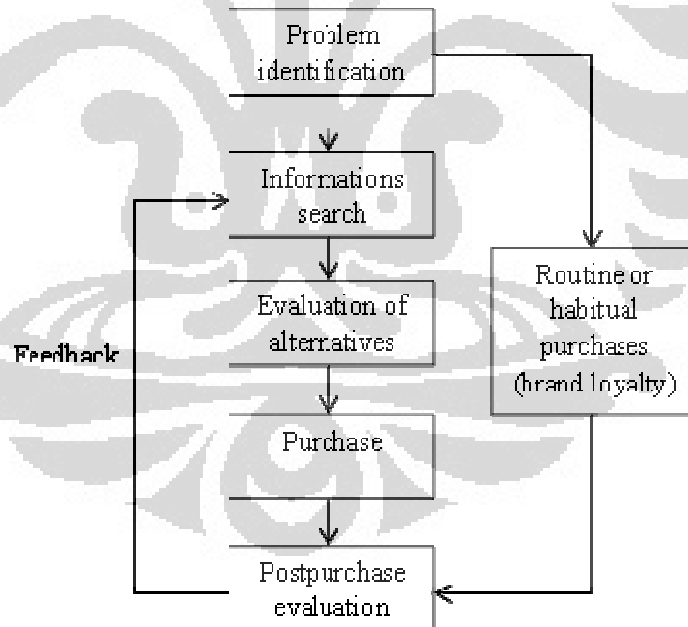 Problem
identification
Informations
search
Evaluation of
alternatives
Feedback
Purchase
Postpurchase
evaluation
Routine or
habitual
purchases
(brand loyalty)